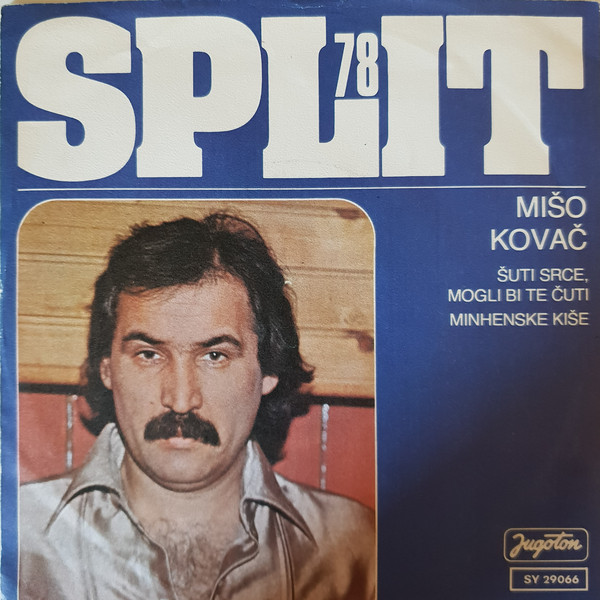 SPLIT
78
MIŠO
KOVAČ
ŠUTI SRCE,
MOGLI BI TE ČUTI
MINHENSKE KIŠE
Jugoton
SY 29066